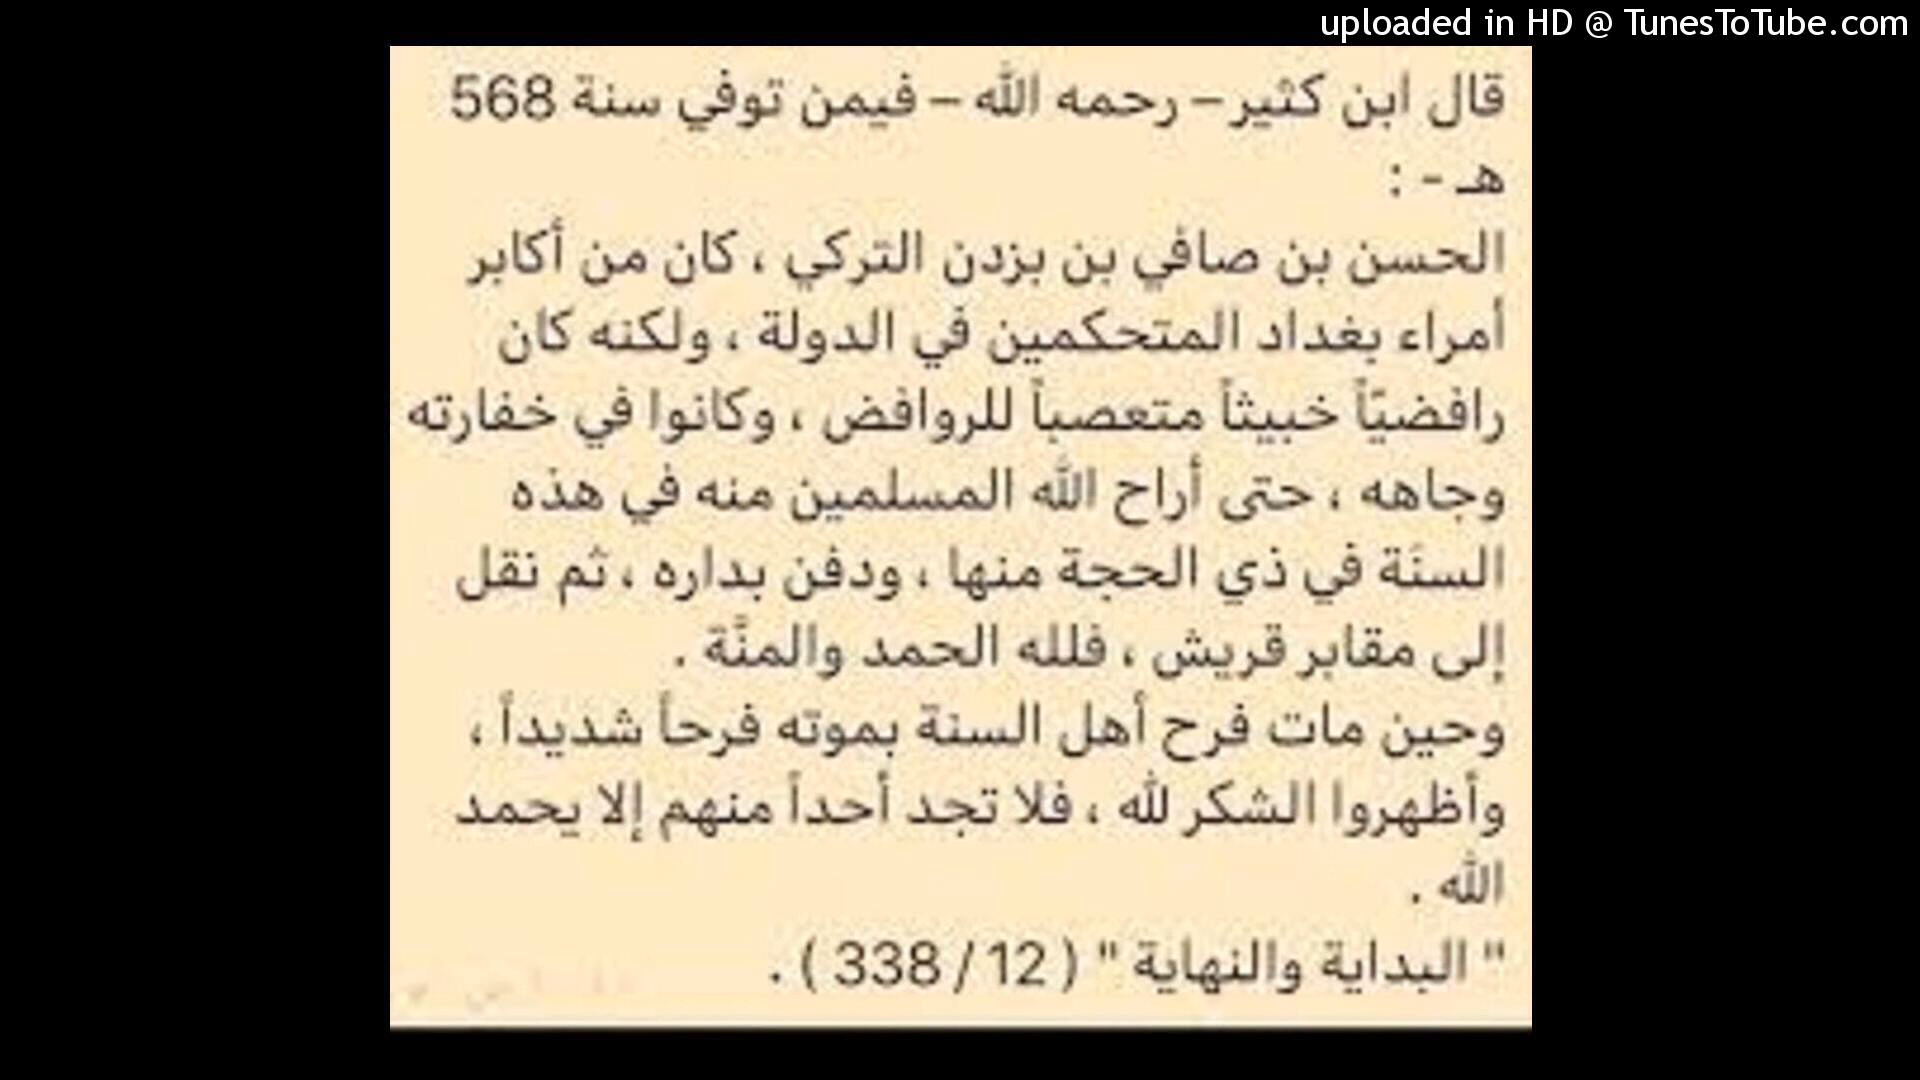 uploaded in HD @ TunesToTube.com
قال ابن كثير – رحمه الله – فيمن توفي سنة 568
هـ - :
الحسن بن صافي بن بزدن التركي ، كان من أكابر
أمراء بغداد المتحكمين في الدولة ، ولكنه كان
رافضيّاً خبيثاً متعصباً للروافض ، وكانوا في خفارته
وجاهه ، حتى أراح الله المسلمين منه في هذه
السنَة في ذي الحجة منها ، ودفن بداره ، ثم نقل
إلى مقابر قريش ، فلله الحمد والمنَّة .
وحين مات فرح أهل السنة بموته فرحاً شديداً ،
وأظهروا الشكر لله ، فلا تجد أحداً منهم إلا يحمد
الله .
" البداية والنهاية " ( 12 / 338 ) .